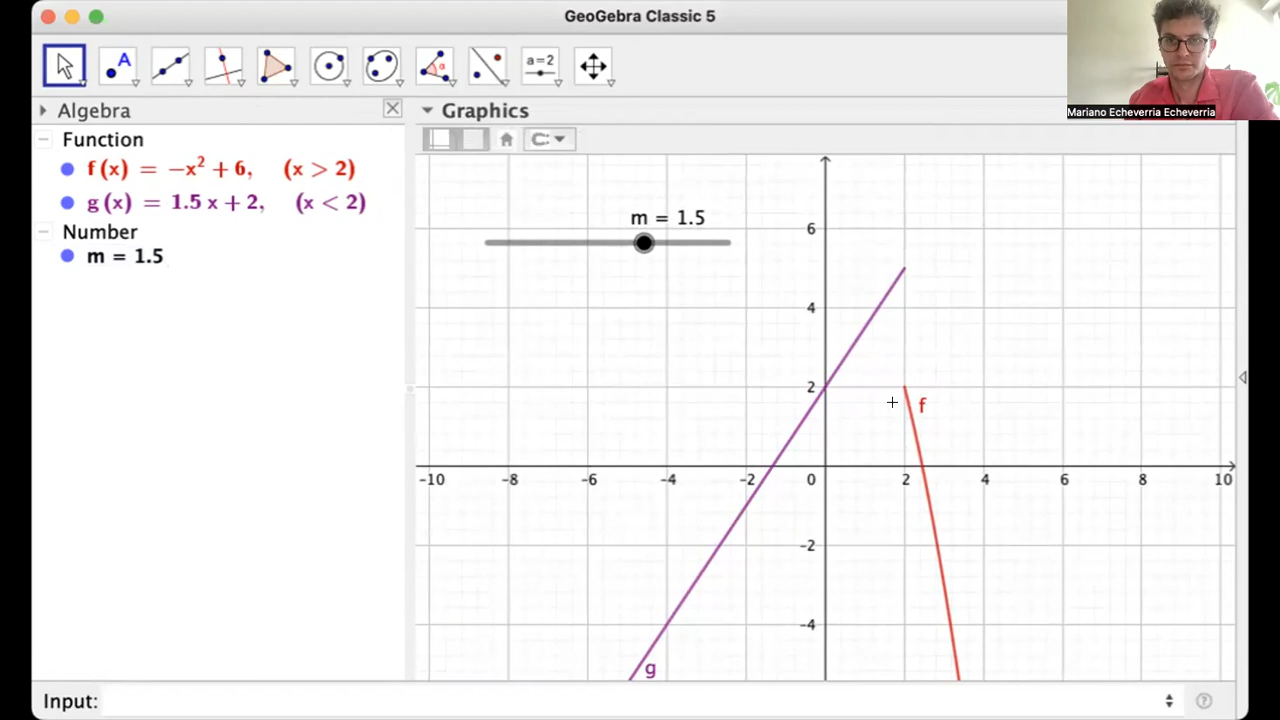 GeoGebra Classic 5
Mariano Echeverria Echeverria
A
α
a=2
Algebra
Graphics
Function
f(x) = −x² + 6, (x > 2)
g(x) = 1.5 x + 2, (x < 2)
Number
m = 1.5
m = 1.5
6
4
2
f
-10 -8 -6 -4 -2 0 2 4 6 8 10
-2
-4
g
Input:
?